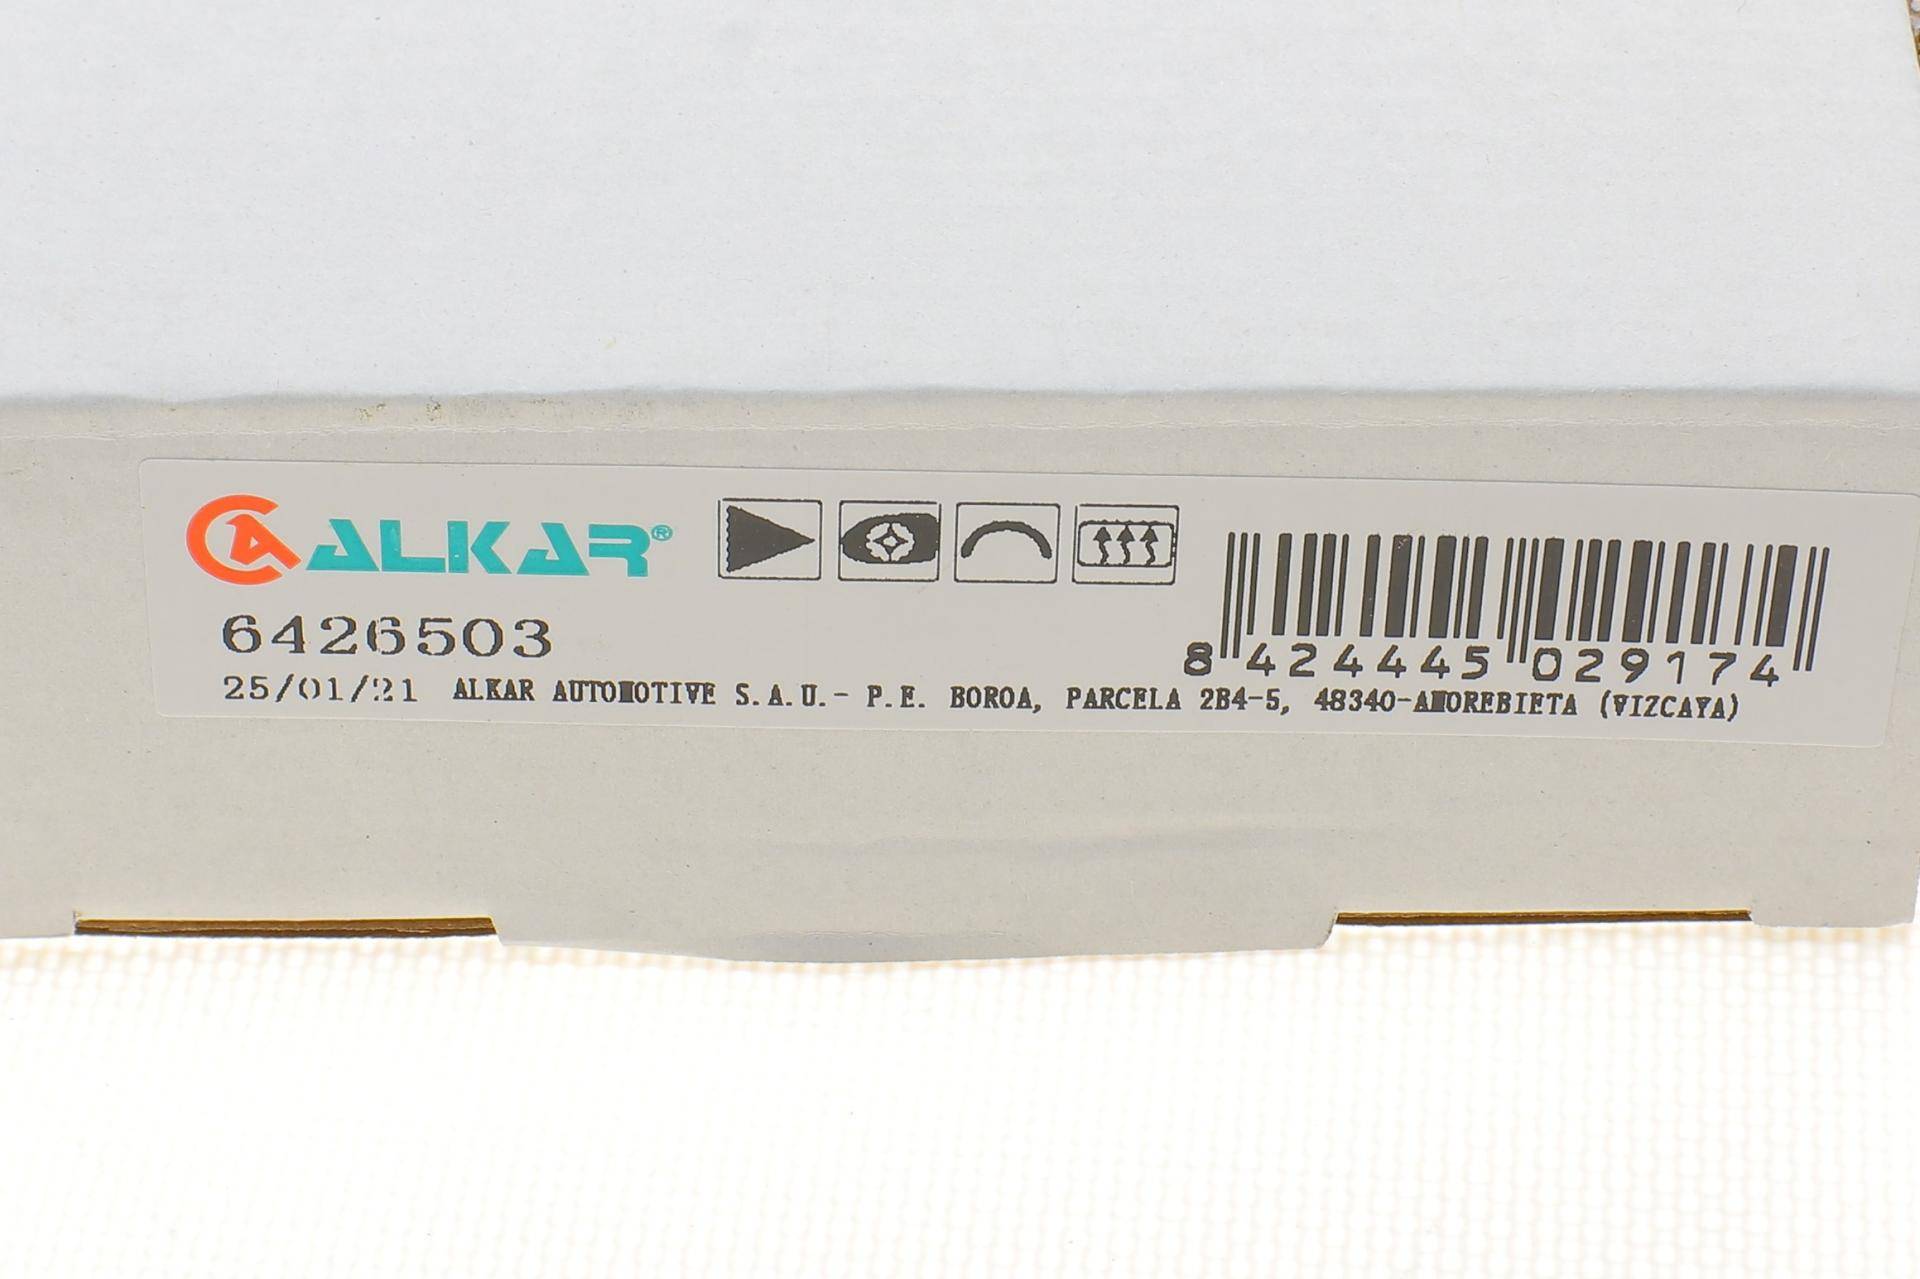 ALKAR®
6426503
8 424445 029174
25/01/21 ALKAR AUTOMOTIVE S.A.U.- P.E. BOROA, PARCELA 2B4-5, 48340-AMOREBIETA (VIZCAYA)